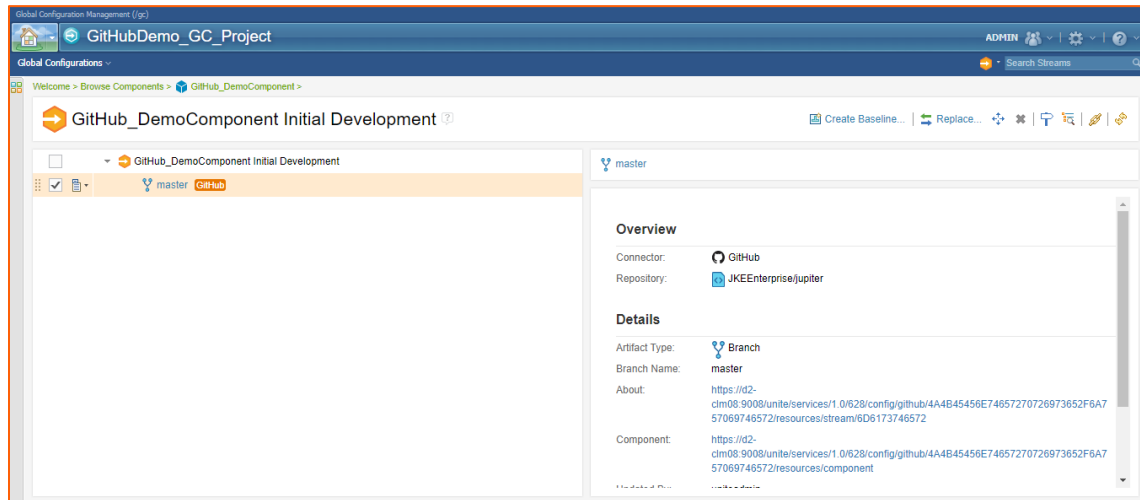 Global Configuration Management (/gc)
GitHubDemo_GC_Project
ADMIN
Global Configurations
Search Streams
Welcome > Browse Components > GitHub_DemoComponent >
GitHub_DemoComponent Initial Development
Create Baseline... | Replace...
GitHub_DemoComponent Initial Development
master GitHub
master
Overview
Connector: GitHub
Repository: JKEEnterprise/jupiter
Details
Artifact Type: Branch
Branch Name: master
About: https://d2-
clm08:9008/unite/services/1.0/628/config/github/4A4B45456E74657270726973652F6A7
57069746572/resources/stream/6D6173746572
Component: https://d2-
clm08:9008/unite/services/1.0/628/config/github/4A4B45456E74657270726973652F6A7
57069746572/resources/component